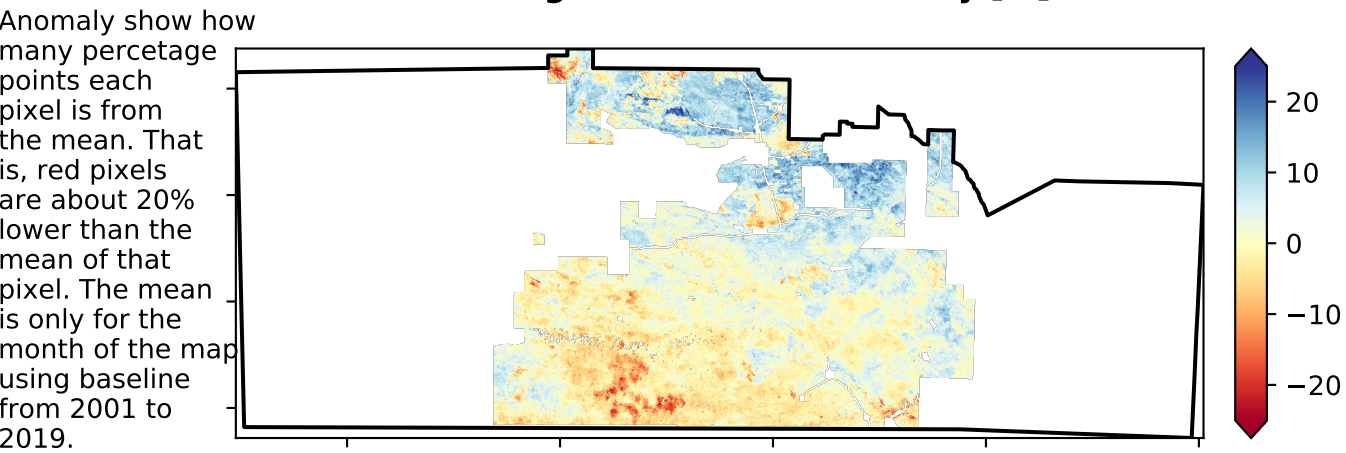 Anomaly show how
many percetage
points each
pixel is from
the mean. That
is, red pixels
are about 20%
lower than the
mean of that
pixel. The mean
is only for the
month of the map
using baseline
from 2001 to
2019.
20
10
0
−10
−20